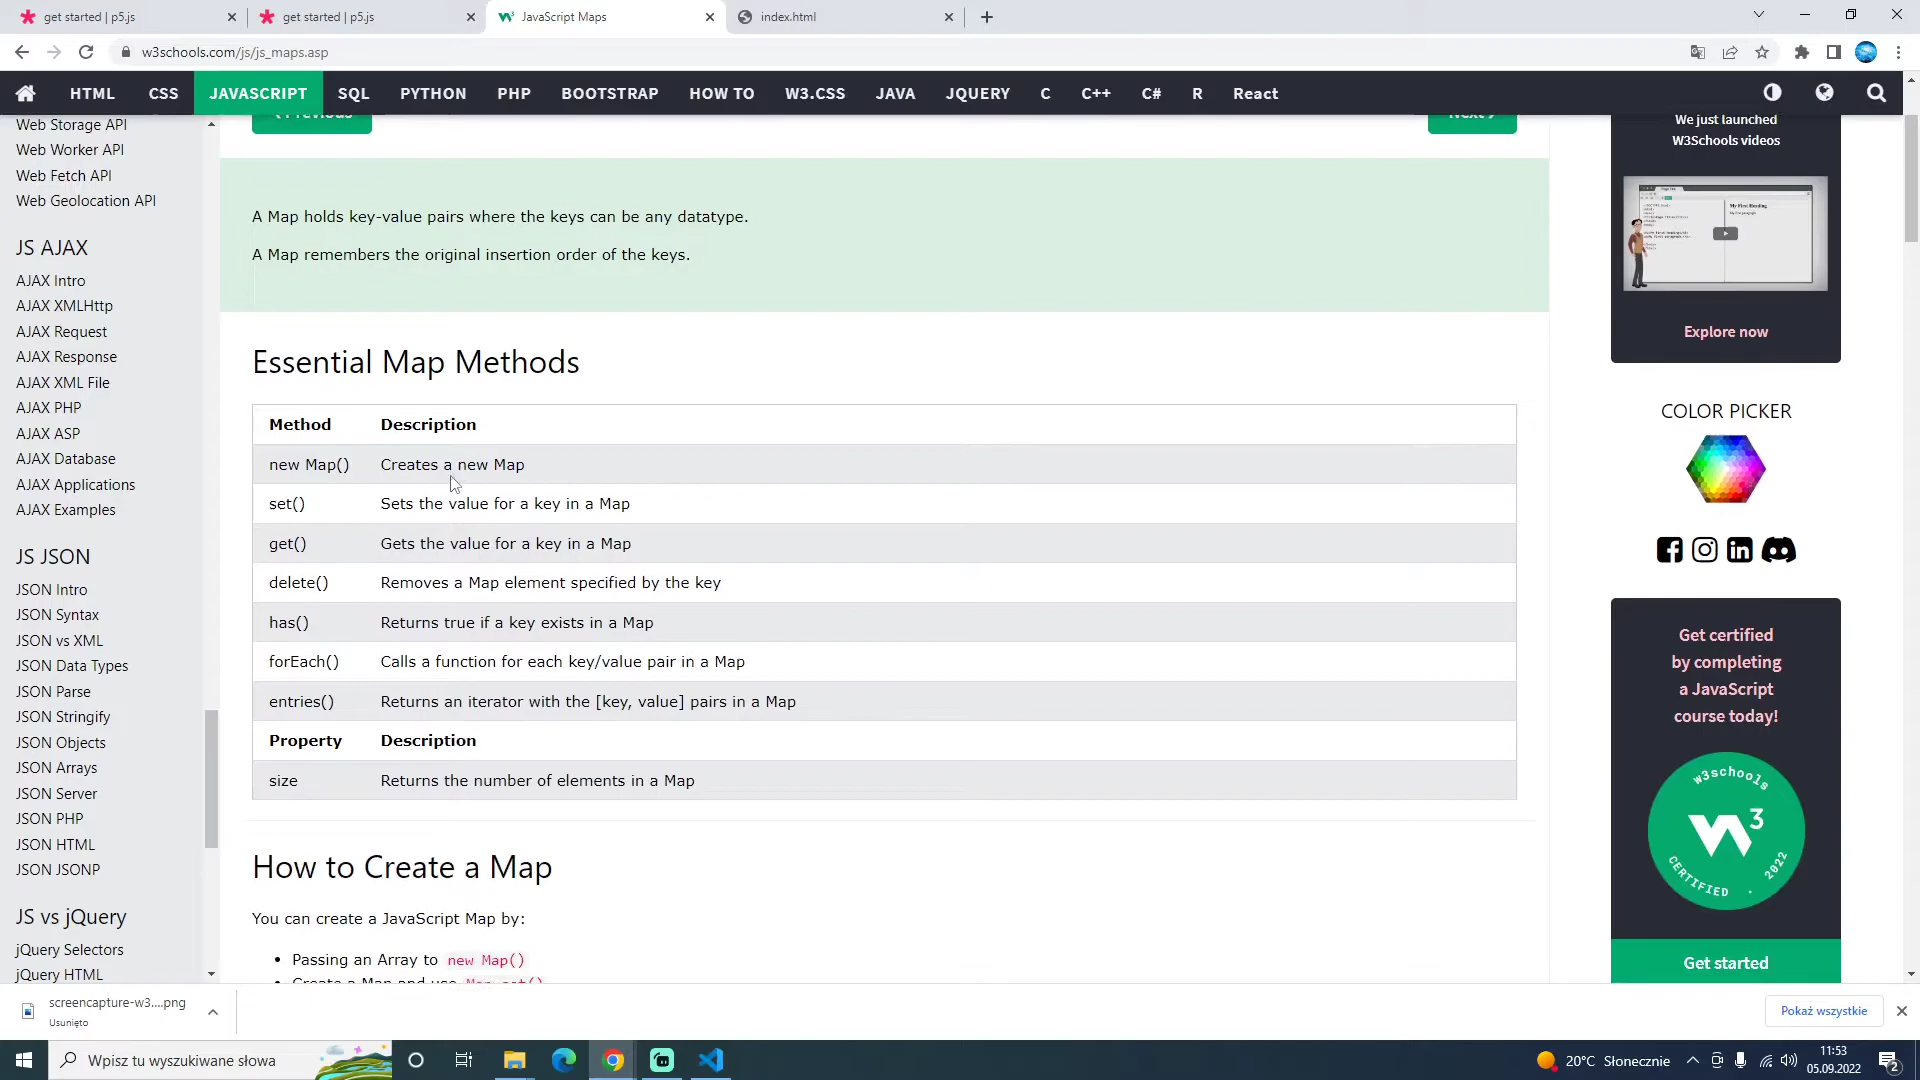 get started | p5.js
get started | p5.js
JavaScript Maps
index.html
w3schools.com/js/js_maps.asp
HTML CSS JAVASCRIPT SQL PYTHON PHP BOOTSTRAP HOW TO W3.CSS JAVA JQUERY C C++ C# R React
Web Storage API
Web Worker API
Web Fetch API
Web Geolocation API
JS AJAX
AJAX Intro
AJAX XMLHttp
AJAX Request
AJAX Response
AJAX XML File
AJAX PHP
AJAX ASP
AJAX Database
AJAX Applications
AJAX Examples
JS JSON
JSON Intro
JSON Syntax
JSON vs XML
JSON Data Types
JSON Parse
JSON Stringify
JSON Objects
JSON Arrays
JSON Server
JSON PHP
JSON HTML
JSON JSONP
JS vs jQuery
jQuery Selectors
jQuery HTML
Previous
Next
A Map holds key-value pairs where the keys can be any datatype.
A Map remembers the original insertion order of the keys.
Essential Map Methods
Method Description
new Map() Creates a new Map
set() Sets the value for a key in a Map
get() Gets the value for a key in a Map
delete() Removes a Map element specified by the key
has() Returns true if a key exists in a Map
forEach() Calls a function for each key/value pair in a Map
entries() Returns an iterator with the [key, value] pairs in a Map
Property Description
size Returns the number of elements in a Map
How to Create a Map
You can create a JavaScript Map by:
• Passing an Array to new Map()
• Create a Map and use Map.set()
We just launched
W3Schools videos
Explore now
COLOR PICKER
Get certified
by completing
a JavaScript
course today!
w3schools
W3
CERTIFIED . 2022
Get started
screencapture-w3....png
Usunięto
Pokaż wszystkie
Wpisz tu wyszukiwane słowa
20°C Słonecznie
11:53
05.09.2022
2